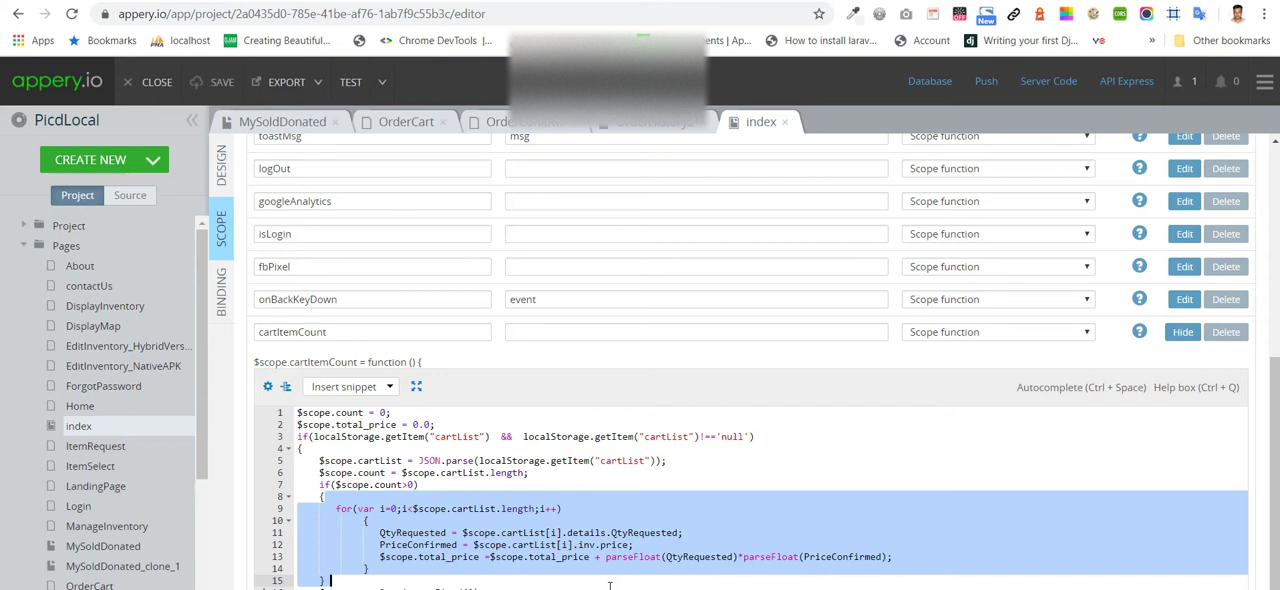 appery.io/app/project/2a0435d0-785e-41be-af76-1ab7f9c55b3c/editor
Apps Bookmarks localhost Creating Beautiful... Chrome DevTools |... ents | Ap... How to install larav... Account Writing your first Dj... Other bookmarks
appery.io CLOSE SAVE EXPORT TEST Database Push Server Code API Express 1 0
PicdLocal
MySoldDonated OrderCart index
CREATE NEW
Project Source
DESIGN
SCOPE
BINDING
Project
Pages
About
contactUs
DisplayInventory
DisplayMap
EditInventory_HybridVers...
EditInventory_NativeAPK
ForgotPassword
Home
index
ItemRequest
ItemSelect
LandingPage
Login
ManageInventory
MySoldDonated
MySoldDonated_clone_1
OrderCart
toastMsg msg Scope function Edit Delete
logOut Scope function Edit Delete
googleAnalytics Scope function Edit Delete
isLogin Scope function Edit Delete
fbPixel Scope function Edit Delete
onBackKeyDown event Scope function Edit Delete
cartItemCount Scope function Hide Delete
$scope.cartItemCount = function () {
Insert snippet Autocomplete (Ctrl + Space) Help box (Ctrl + Q)
1 $scope.count = 0;
2 $scope.total_price = 0.0;
3 if(localStorage.getItem("cartList") && localStorage.getItem("cartList")!=='null')
4 {
5 $scope.cartList = JSON.parse(localStorage.getItem("cartList"));
6 $scope.count = $scope.cartList.length;
7 if($scope.count>0)
8 {
9 for(var i=0;i<$scope.cartList.length;i++)
10 {
11 QtyRequested = $scope.cartList[i].details.QtyRequested;
12 PriceConfirmed = $scope.cartList[i].inv.price;
13 $scope.total_price =$scope.total_price + parseFloat(QtyRequested)*parseFloat(PriceConfirmed);
14 }
15 }